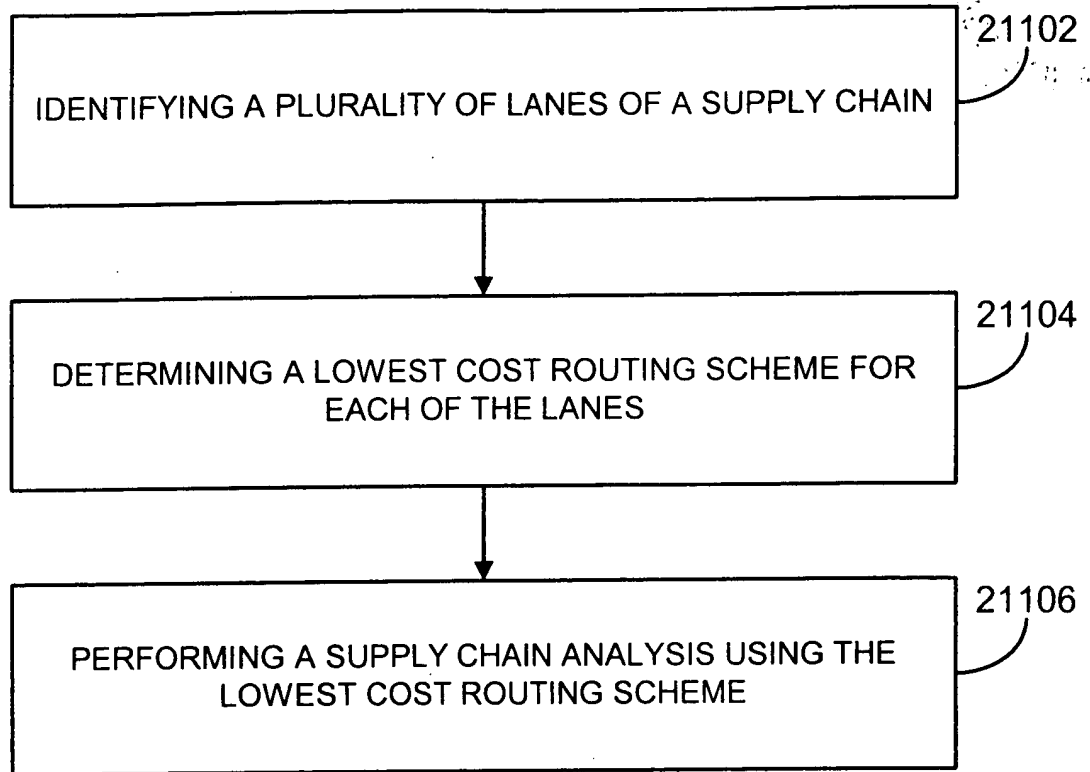 21102
IDENTIFYING A PLURALITY OF LANES OF A SUPPLY CHAIN
21104
DETERMINING A LOWEST COST ROUTING SCHEME FOR
EACH OF THE LANES
21106
PERFORMING A SUPPLY CHAIN ANALYSIS USING THE
LOWEST COST ROUTING SCHEME